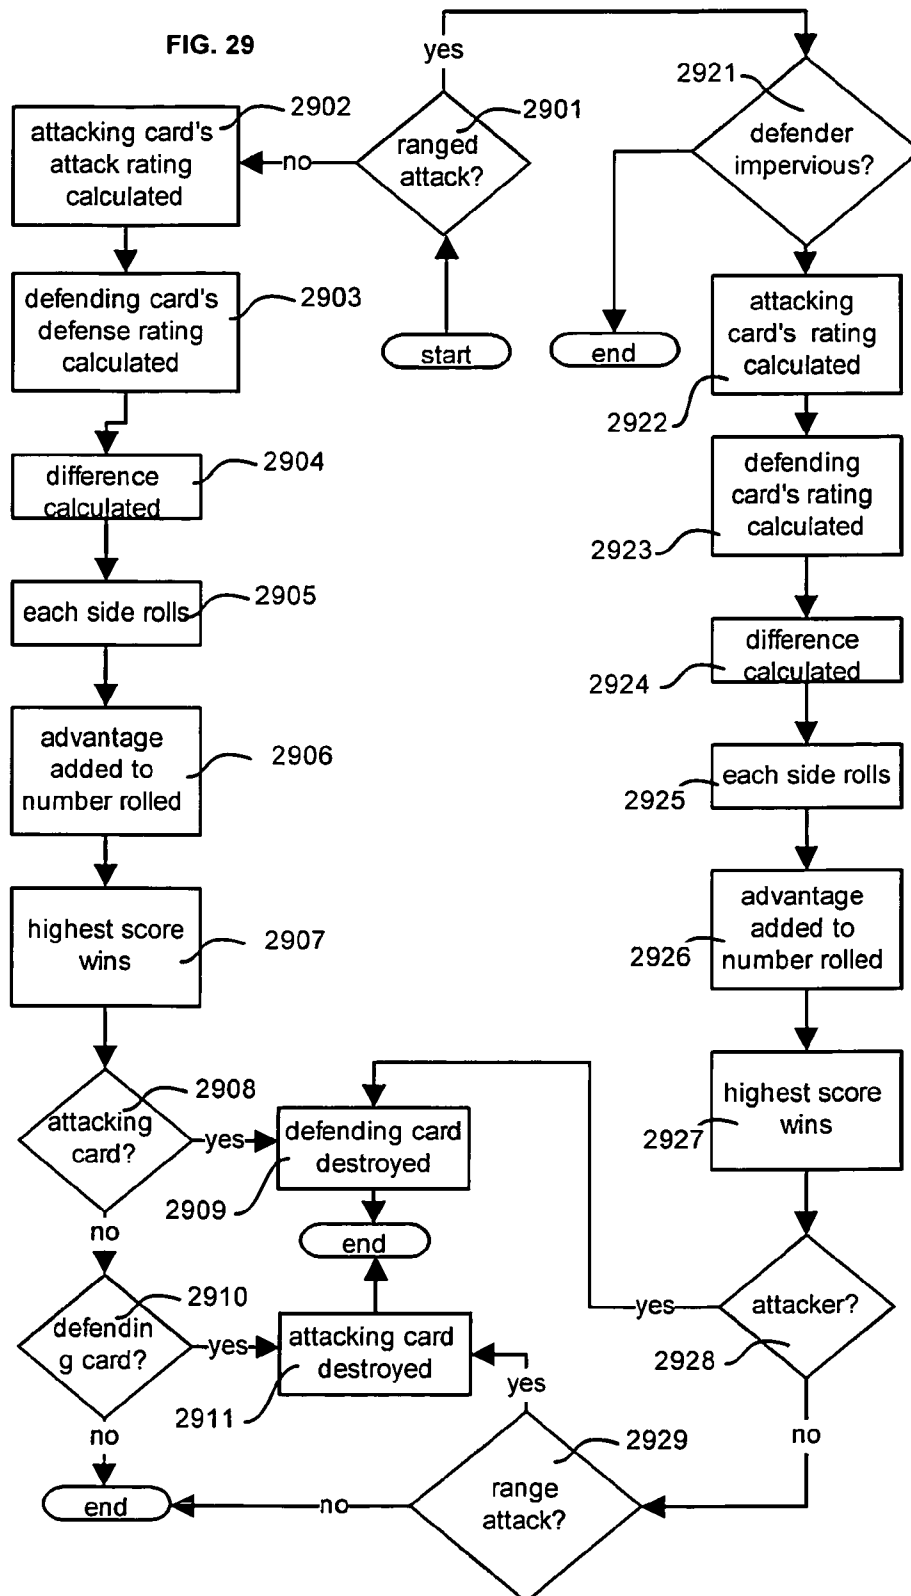 FIG. 29
yes
2921
2902
2901
attacking card's
attack rating
calculated
no
ranged
attack?
defender
impervious?
defending card's
defense rating
calculated
2903
start
end
attacking
card's rating
calculated
2922
difference
calculated
2904
defending
card's rating
calculated
2923
each side rolls
2905
difference
calculated
2924
advantage
added to
number rolled
2906
each side rolls
2925
highest score
wins
2907
advantage
added to
number rolled
2926
2908
attacking
card?
yes
defending card
destroyed
2909
highest score
wins
2927
no
end
2910
defendin
g card?
yes
attacking card
destroyed
2911
yes
attacker?
2928
no
yes
no
2929
range
attack?
no
end